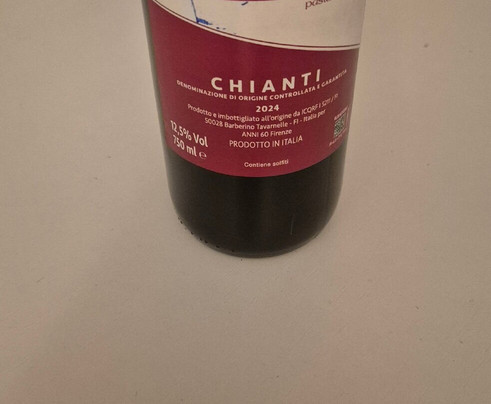 CHIANTI
DENOMINAZIONE DI ORIGINE CONTROLLATA E GARANTITA
2024
Prodotto e imbottigliato all'origine da ICQRF
50028 Barberino Tavarnelle - FI - Italia per
ANNI 60 Firenze
12,5% Vol
750 ml ℮
PRODOTTO IN ITALIA
Contiene solfiti